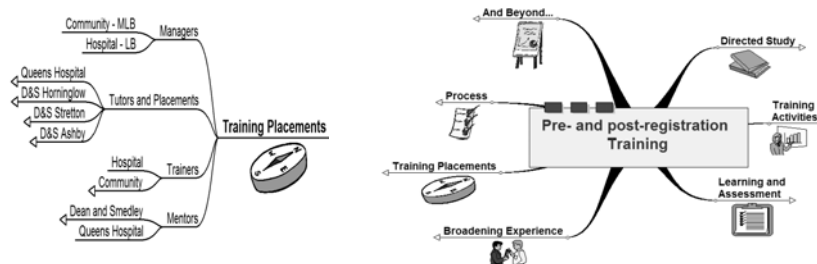 Community - MLB
Hospital - LB
Managers
Queens Hospital
D&S Horninglow
D&S Stretton
D&S Ashby
Tutors and Placements
Training Placements
Hospital
Community
Trainers
Dean and Smedley
Queens Hospital
Mentors
And Beyond...
Directed Study
Process
Pre- and post-registration
Training
Training
Activities
Training Placements
Learning and
Assessment
Broadening Experience